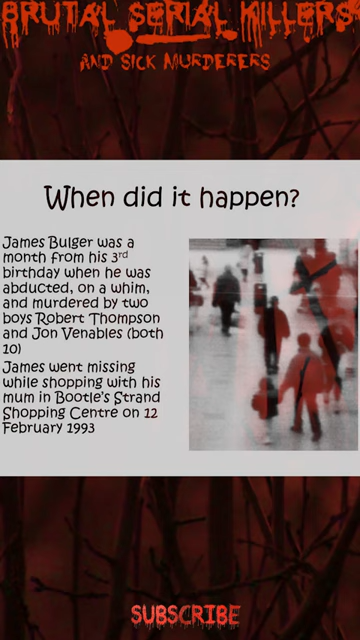 BRUTAL SERIAL KILLERS
AND SICK MURDERERS
When did it happen?
James Bulger was a
month from his 3rd
birthday when he was
abducted, on a whim,
and murdered by two
boys Robert Thompson
and Jon Venables (both
10)
James went missing
while shopping with his
mum in Bootle's Strand
Shopping Centre on 12
February 1993
SUBSCRIBE